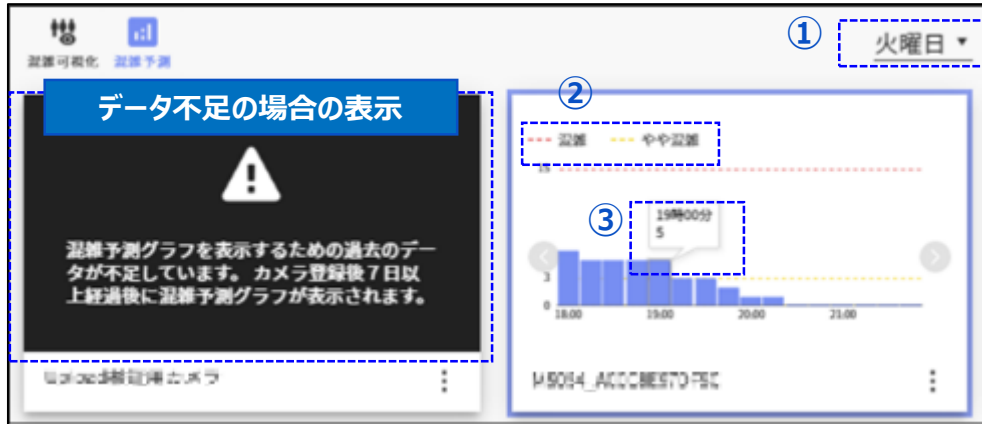 ①
火曜日
混雑可視化 混雑予測
データ不足の場合の表示
②
混雑 やや混雑
15
③
19時00分
5
混雑予測グラフを表示するための過去のデー
タが不足しています。 カメラ登録後7日以
上経過後に混雑予測グラフが表示されます。
3
0
18:00 19:00 20:00 21:00